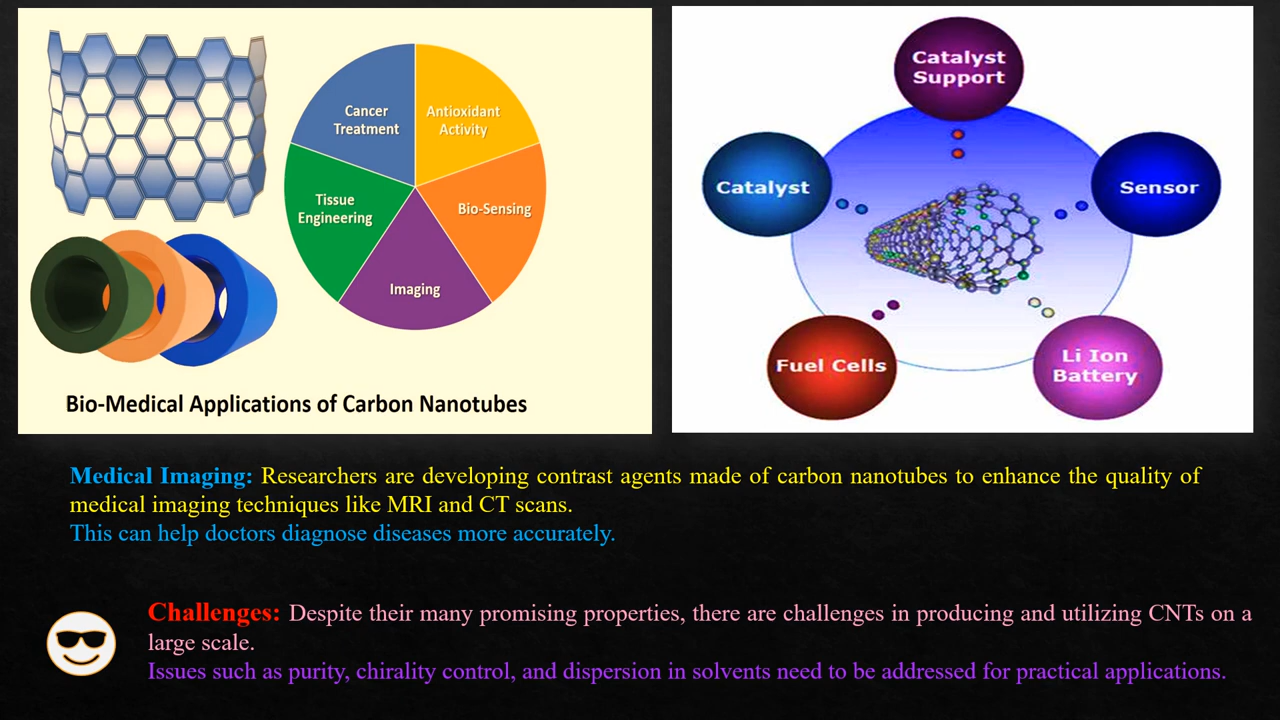 Cancer
Treatment
Antioxidant
Activity
Tissue
Engineering
Bio-Sensing
Imaging
Bio-Medical Applications of Carbon Nanotubes
Catalyst
Support
Catalyst
Sensor
Fuel Cells
Li Ion
Battery
Medical Imaging: Researchers are developing contrast agents made of carbon nanotubes to enhance the quality of
medical imaging techniques like MRI and CT scans.
This can help doctors diagnose diseases more accurately.
Challenges: Despite their many promising properties, there are challenges in producing and utilizing CNTs on a
large scale.
Issues such as purity, chirality control, and dispersion in solvents need to be addressed for practical applications.